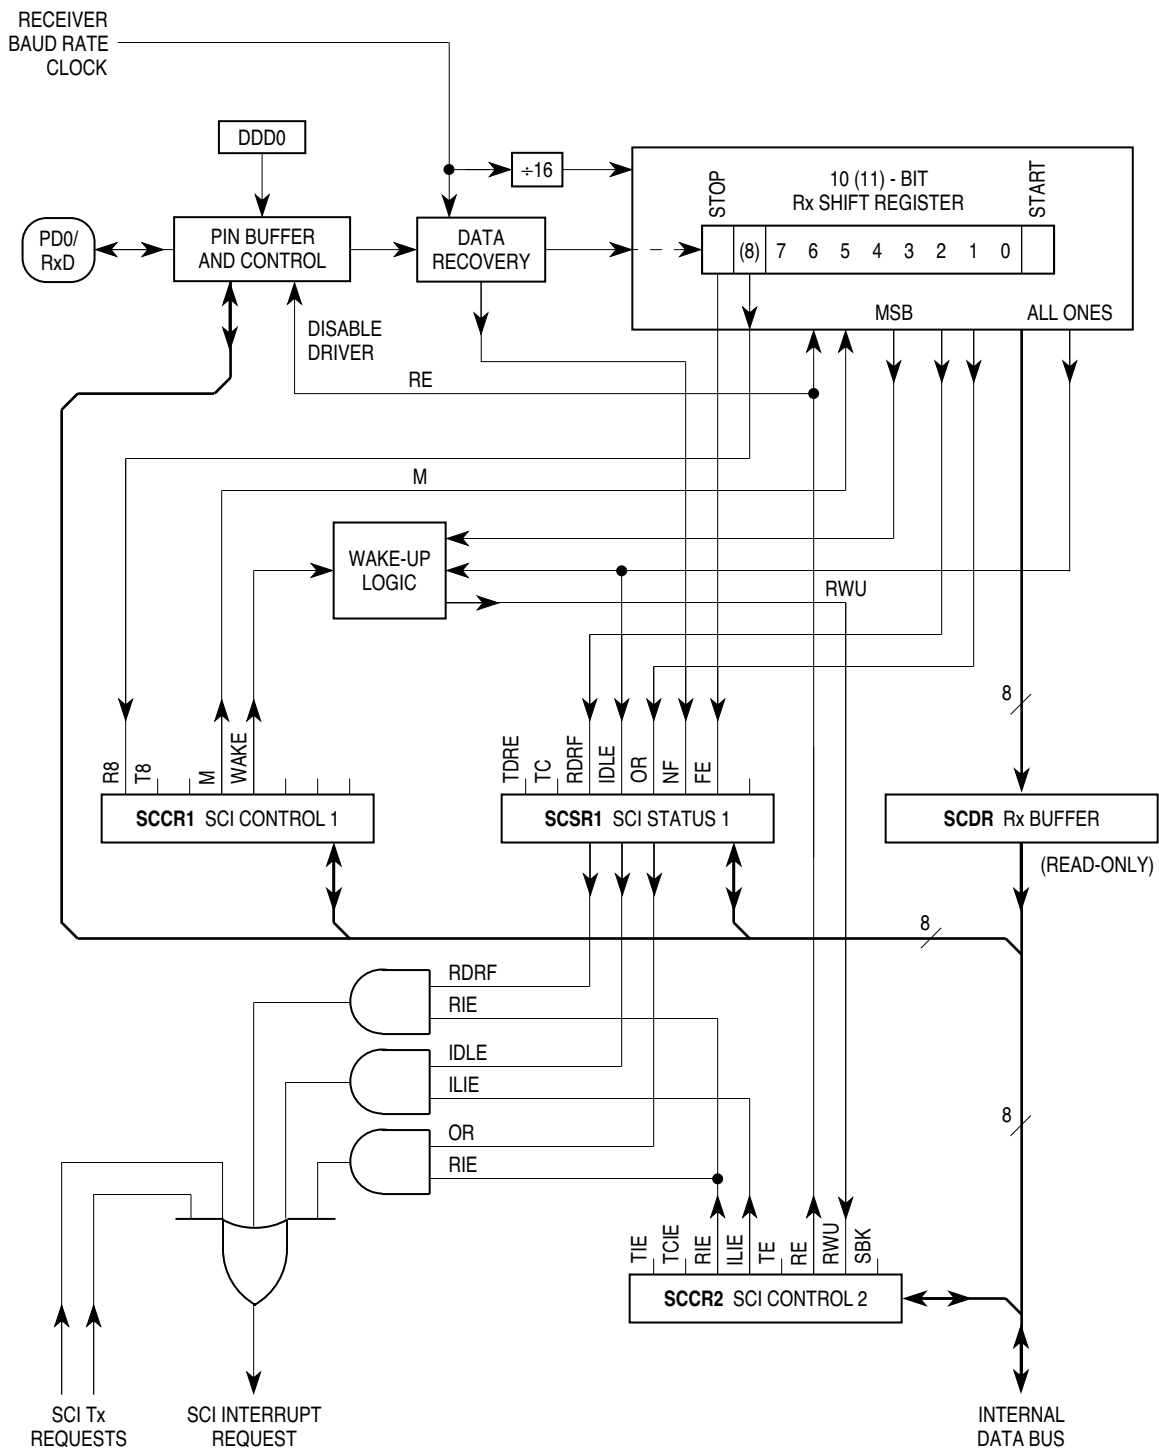 RECEIVER
BAUD RATE
CLOCK
DDD0
÷16
STOP
10 (11) - BIT
Rx SHIFT REGISTER
START
PD0/
RxD
PIN BUFFER
AND CONTROL
DATA
RECOVERY
(8) 7 6 5 4 3 2 1 0
MSB
ALL ONES
DISABLE
DRIVER
RE
M
WAKE-UP
LOGIC
RWU
8
R8
T8
M
WAKE
TDRE
TC
RDRF
IDLE
OR
NF
FE
SCCR1 SCI CONTROL 1
SCSR1 SCI STATUS 1
SCDR Rx BUFFER
(READ-ONLY)
8
RDRF
RIE
IDLE
ILIE
OR
RIE
8
TIE
TCIE
RIE
ILIE
TE
RE
RWU
SBK
SCCR2 SCI CONTROL 2
SCI Tx
REQUESTS
SCI INTERRUPT
REQUEST
INTERNAL
DATA BUS